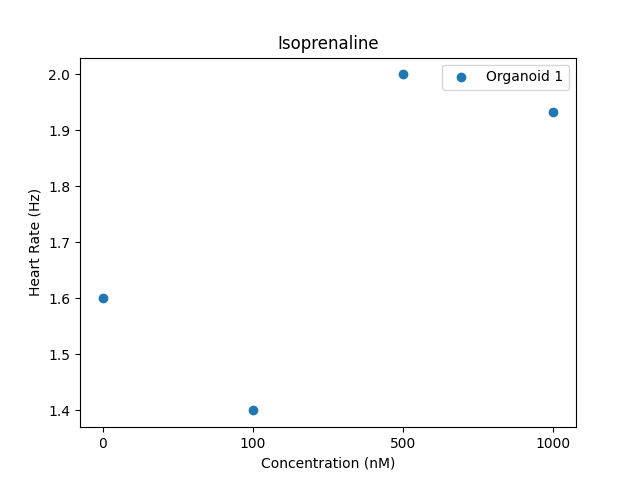 Isoprenaline
Organoid 1
2.0
1.9
1.8
1.7
1.6
1.5
1.4
Heart Rate (Hz)
0 100 500 1000
Concentration (nM)